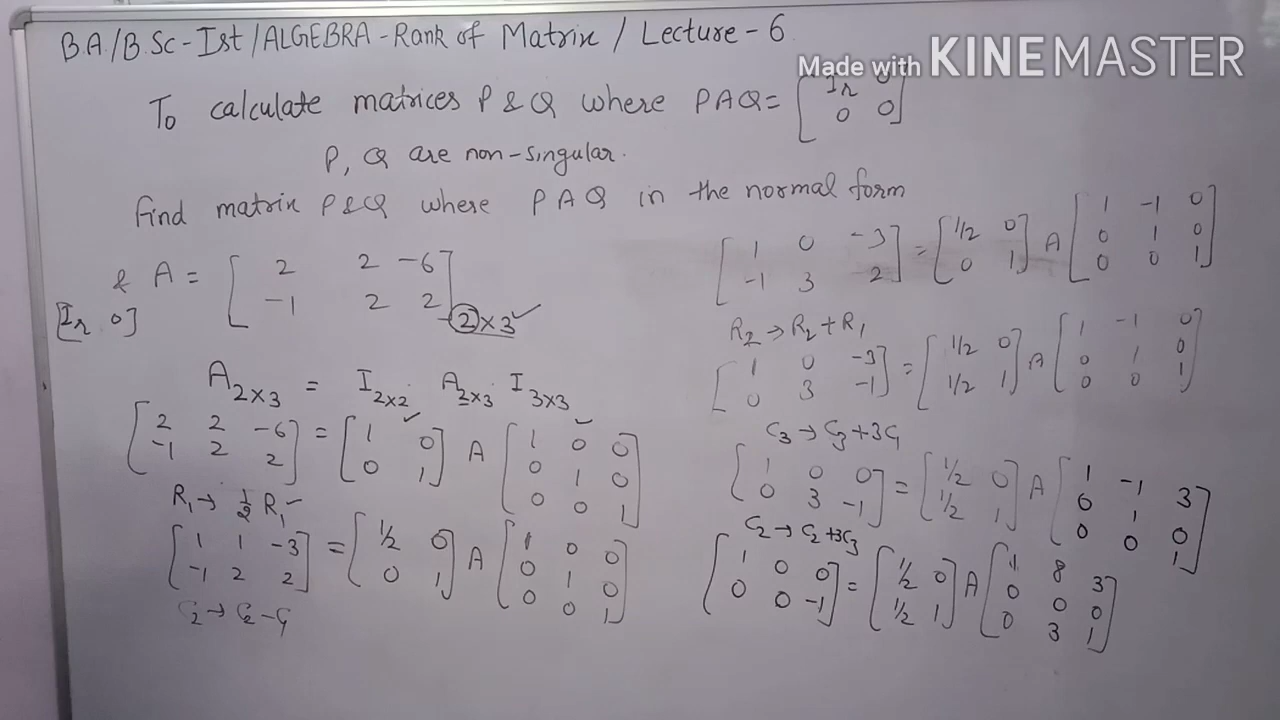 B.A./B.Sc-Ist/ALGEBRA-Rank of Matrix/Lecture-6
Made with KINEMASTER
To calculate matrices P & Q where PAQ= [Ir 0
0 0]
P, Q are non-singular.
Find matrix P&Q where PAQ in the normal form
& A = [2 2 -6
-1 2 2] 2×3 ✓
[Ir 0]
A2×3 = I2×2 A2×3 I3×3
[2 2 -6
-1 2 2] = [1 0
0 1] A [1 0 0
0 1 0
0 0 1]
R1 → 1/2 R1
[1 1 -3
-1 2 2] = [1/2 0
0 1] A [1 0 0
0 1 0
0 0 1]
C2 → C2 - C1
[1 0 -3
-1 3 2] = [1/2 0
0 1] A [1 -1 0
0 1 0
0 0 1]
R2 → R2 + R1
[1 0 -3
0 3 -1] = [1/2 0
1/2 1] A [1 -1 0
0 1 0
0 0 1]
C3 → C3 + 3C1
[1 0 0
0 3 -1] = [1/2 0
1/2 1] A [1 -1 3
0 1 0
0 0 1]
C2 → C2 +3C3
[1 0 0
0 0 -1] = [1/2 0
1/2 1] A [1 8 3
0 0 0
0 3 1]